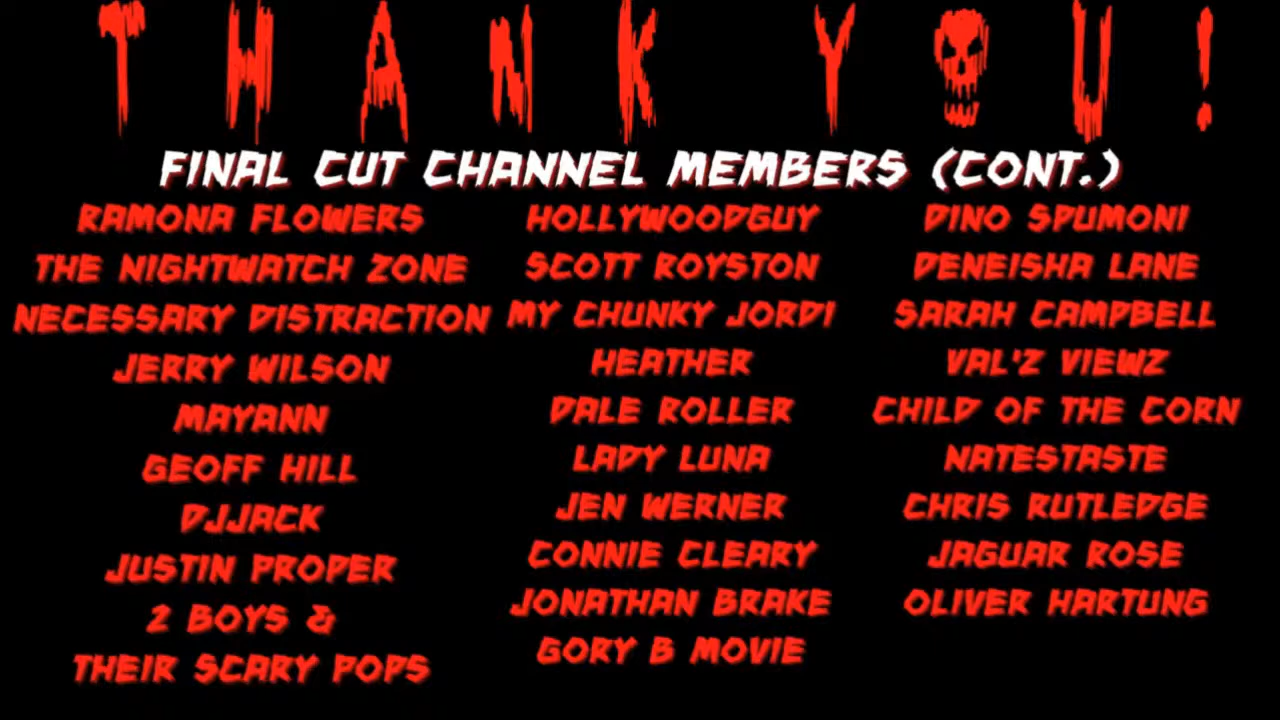 THANK YOU!
FINAL CUT CHANNEL MEMBERS (CONT.)
RAMONA FLOWERS
THE NIGHTWATCH ZONE
NECESSARY DISTRACTION
JERRY WILSON
MAYANN
GEOFF HILL
DJJACK
JUSTIN PROPER
2 BOYS &
THEIR SCARY POPS
HOLLYWOODGUY
SCOTT ROYSTON
MY CHUNKY JORDI
HEATHER
DALE ROLLER
LADY LUNA
JEN WERNER
CONNIE CLEARY
JONATHAN BRAKE
GORY B MOVIE
DINO SPUMONI
DENEISHA LANE
SARAH CAMPBELL
VAL'Z VIEWZ
CHILD OF THE CORN
NATESTASTE
CHRIS RUTLEDGE
JAGUAR ROSE
OLIVER HARTUNG